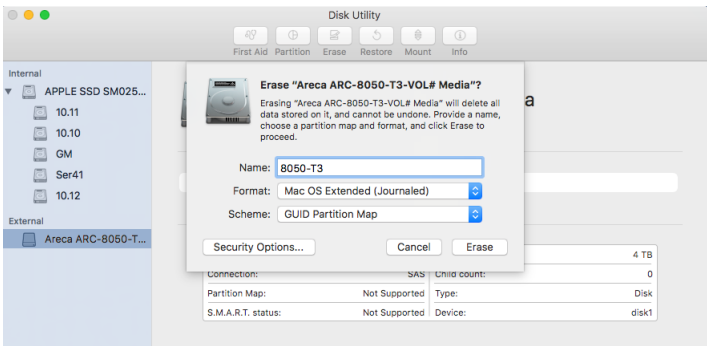 Disk Utility
First Aid
Partition
Erase
Restore
Mount
Info
Internal
APPLE SSD SM025...
10.11
10.10
GM
Ser41
10.12
External
Areca ARC-8050-T...
a
Erase “Areca ARC-8050-T3-VOL# Media”?
Erasing “Areca ARC-8050-T3-VOL# Media” will delete all
data stored on it, and cannot be undone. Provide a name,
choose a partition map and format, and click Erase to
proceed.
Name: 8050-T3
Format: Mac OS Extended (Journaled)
Scheme: GUID Partition Map
Security Options...
Cancel
Erase
4 TB
Connection: SAS
Child count: 0
Partition Map: Not Supported
Type: Disk
S.M.A.R.T. status: Not Supported
Device: disk1